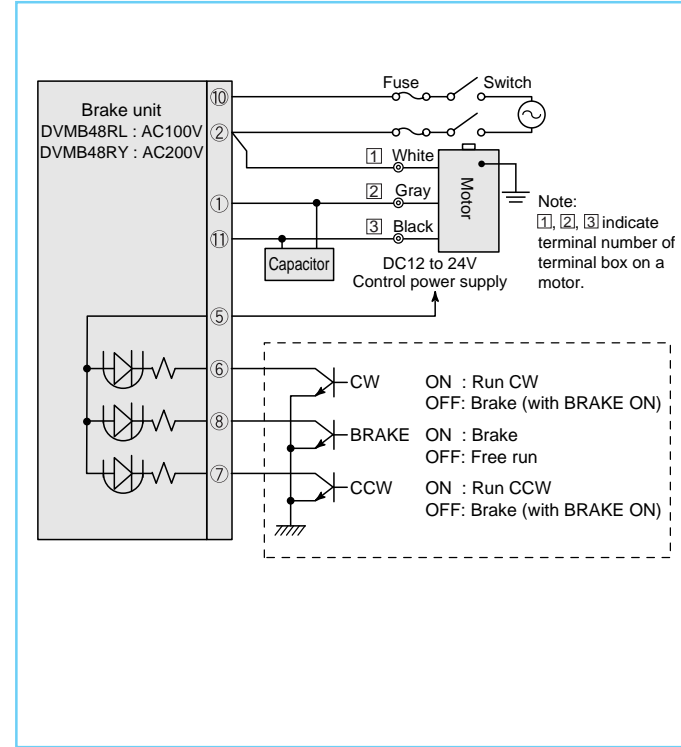 Fuse
Switch
Brake unit
DVMB48RL : AC100V
DVMB48RY : AC200V
⑩
②
①
⑪
⑤
⑥
⑧
⑦
1 White
2 Gray
3 Black
Motor
Capacitor
DC12 to 24V
Control power supply
Note:
1, 2, 3 indicate
terminal number of
terminal box on a
motor.
CW ON : Run CW
OFF: Brake (with BRAKE ON)
BRAKE ON : Brake
OFF: Free run
CCW ON : Run CCW
OFF: Brake (with BRAKE ON)